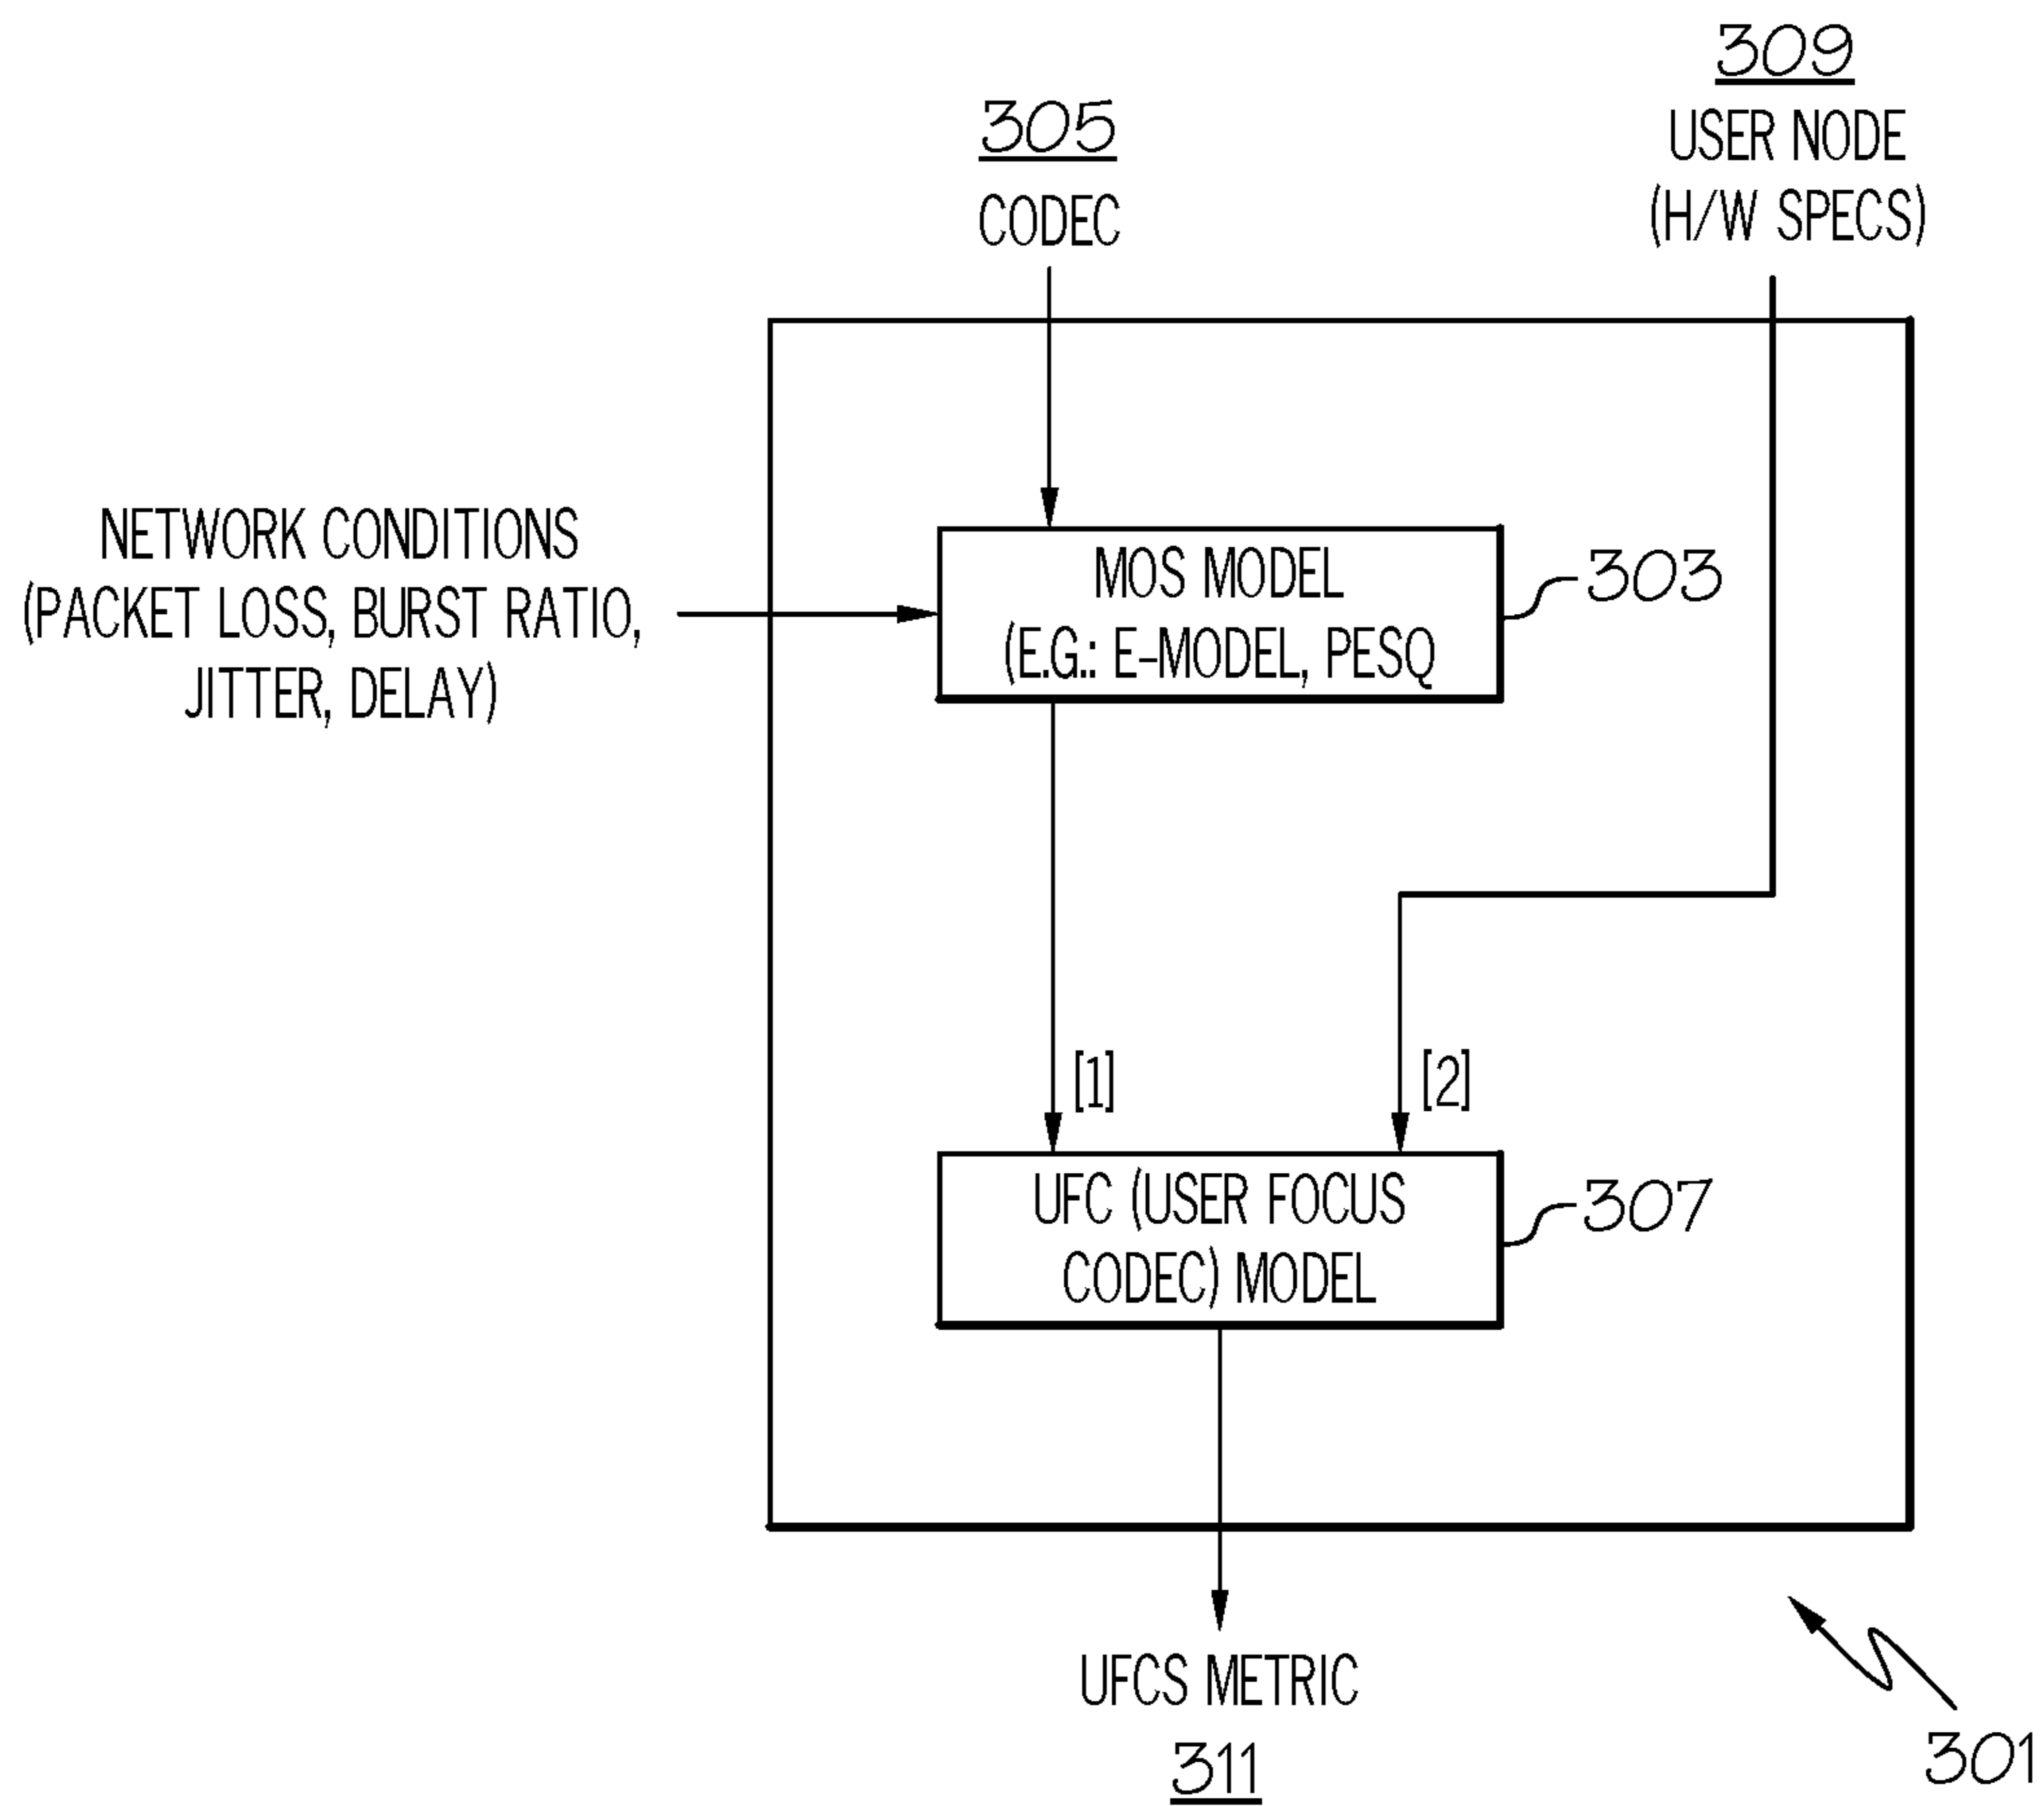 309
USER NODE
(H/W SPECS)
305
CODEC
NETWORK CONDITIONS
(PACKET LOSS, BURST RATIO,
JITTER, DELAY)
MOS MODEL
(E.G.: E-MODEL, PESQ
303
[1]
[2]
UFC (USER FOCUS
CODEC) MODEL
307
UFCS METRIC
311
301